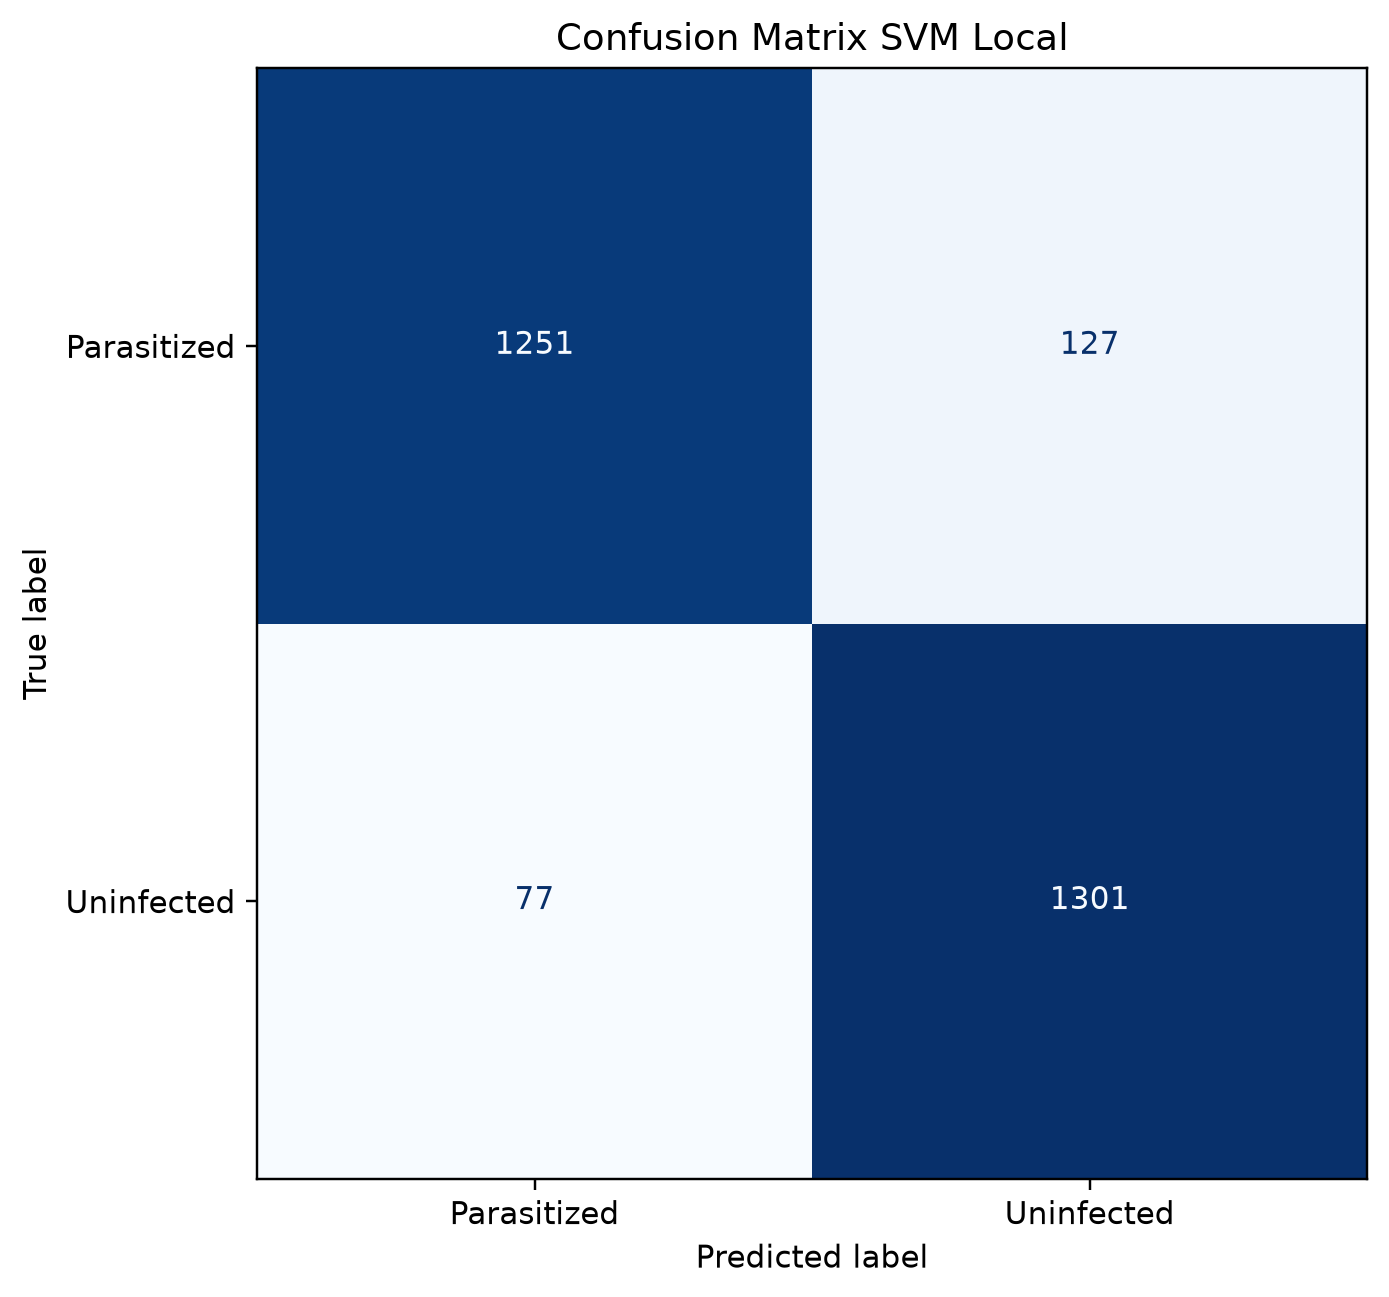 Confusion Matrix SVM Local
True label
Parasitized
1251
127
Uninfected
77
1301
Parasitized
Uninfected
Predicted label